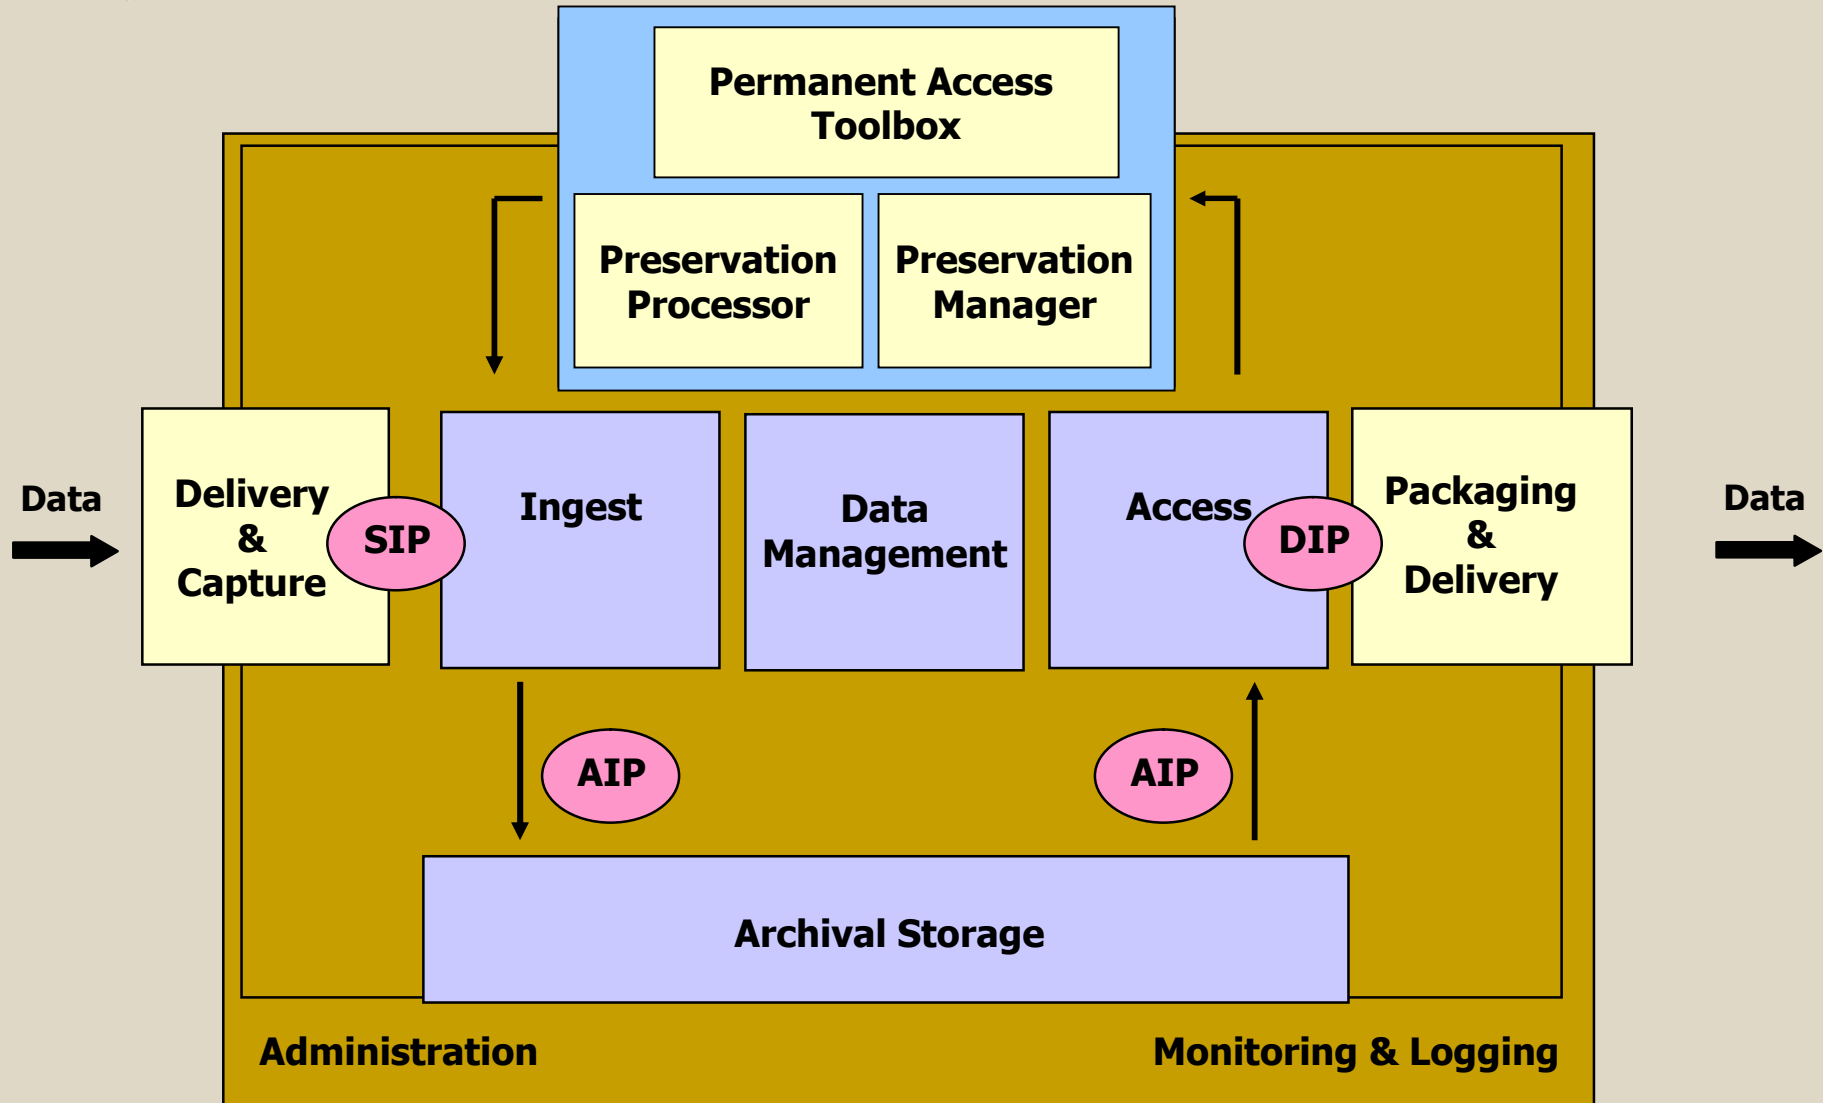 Permanent Access
Toolbox
Preservation
Processor
Preservation
Manager
Data
Delivery
&
Capture
SIP
Ingest
Data
Management
Access
DIP
Packaging
&
Delivery
Data
AIP
AIP
Archival Storage
Administration
Monitoring & Logging